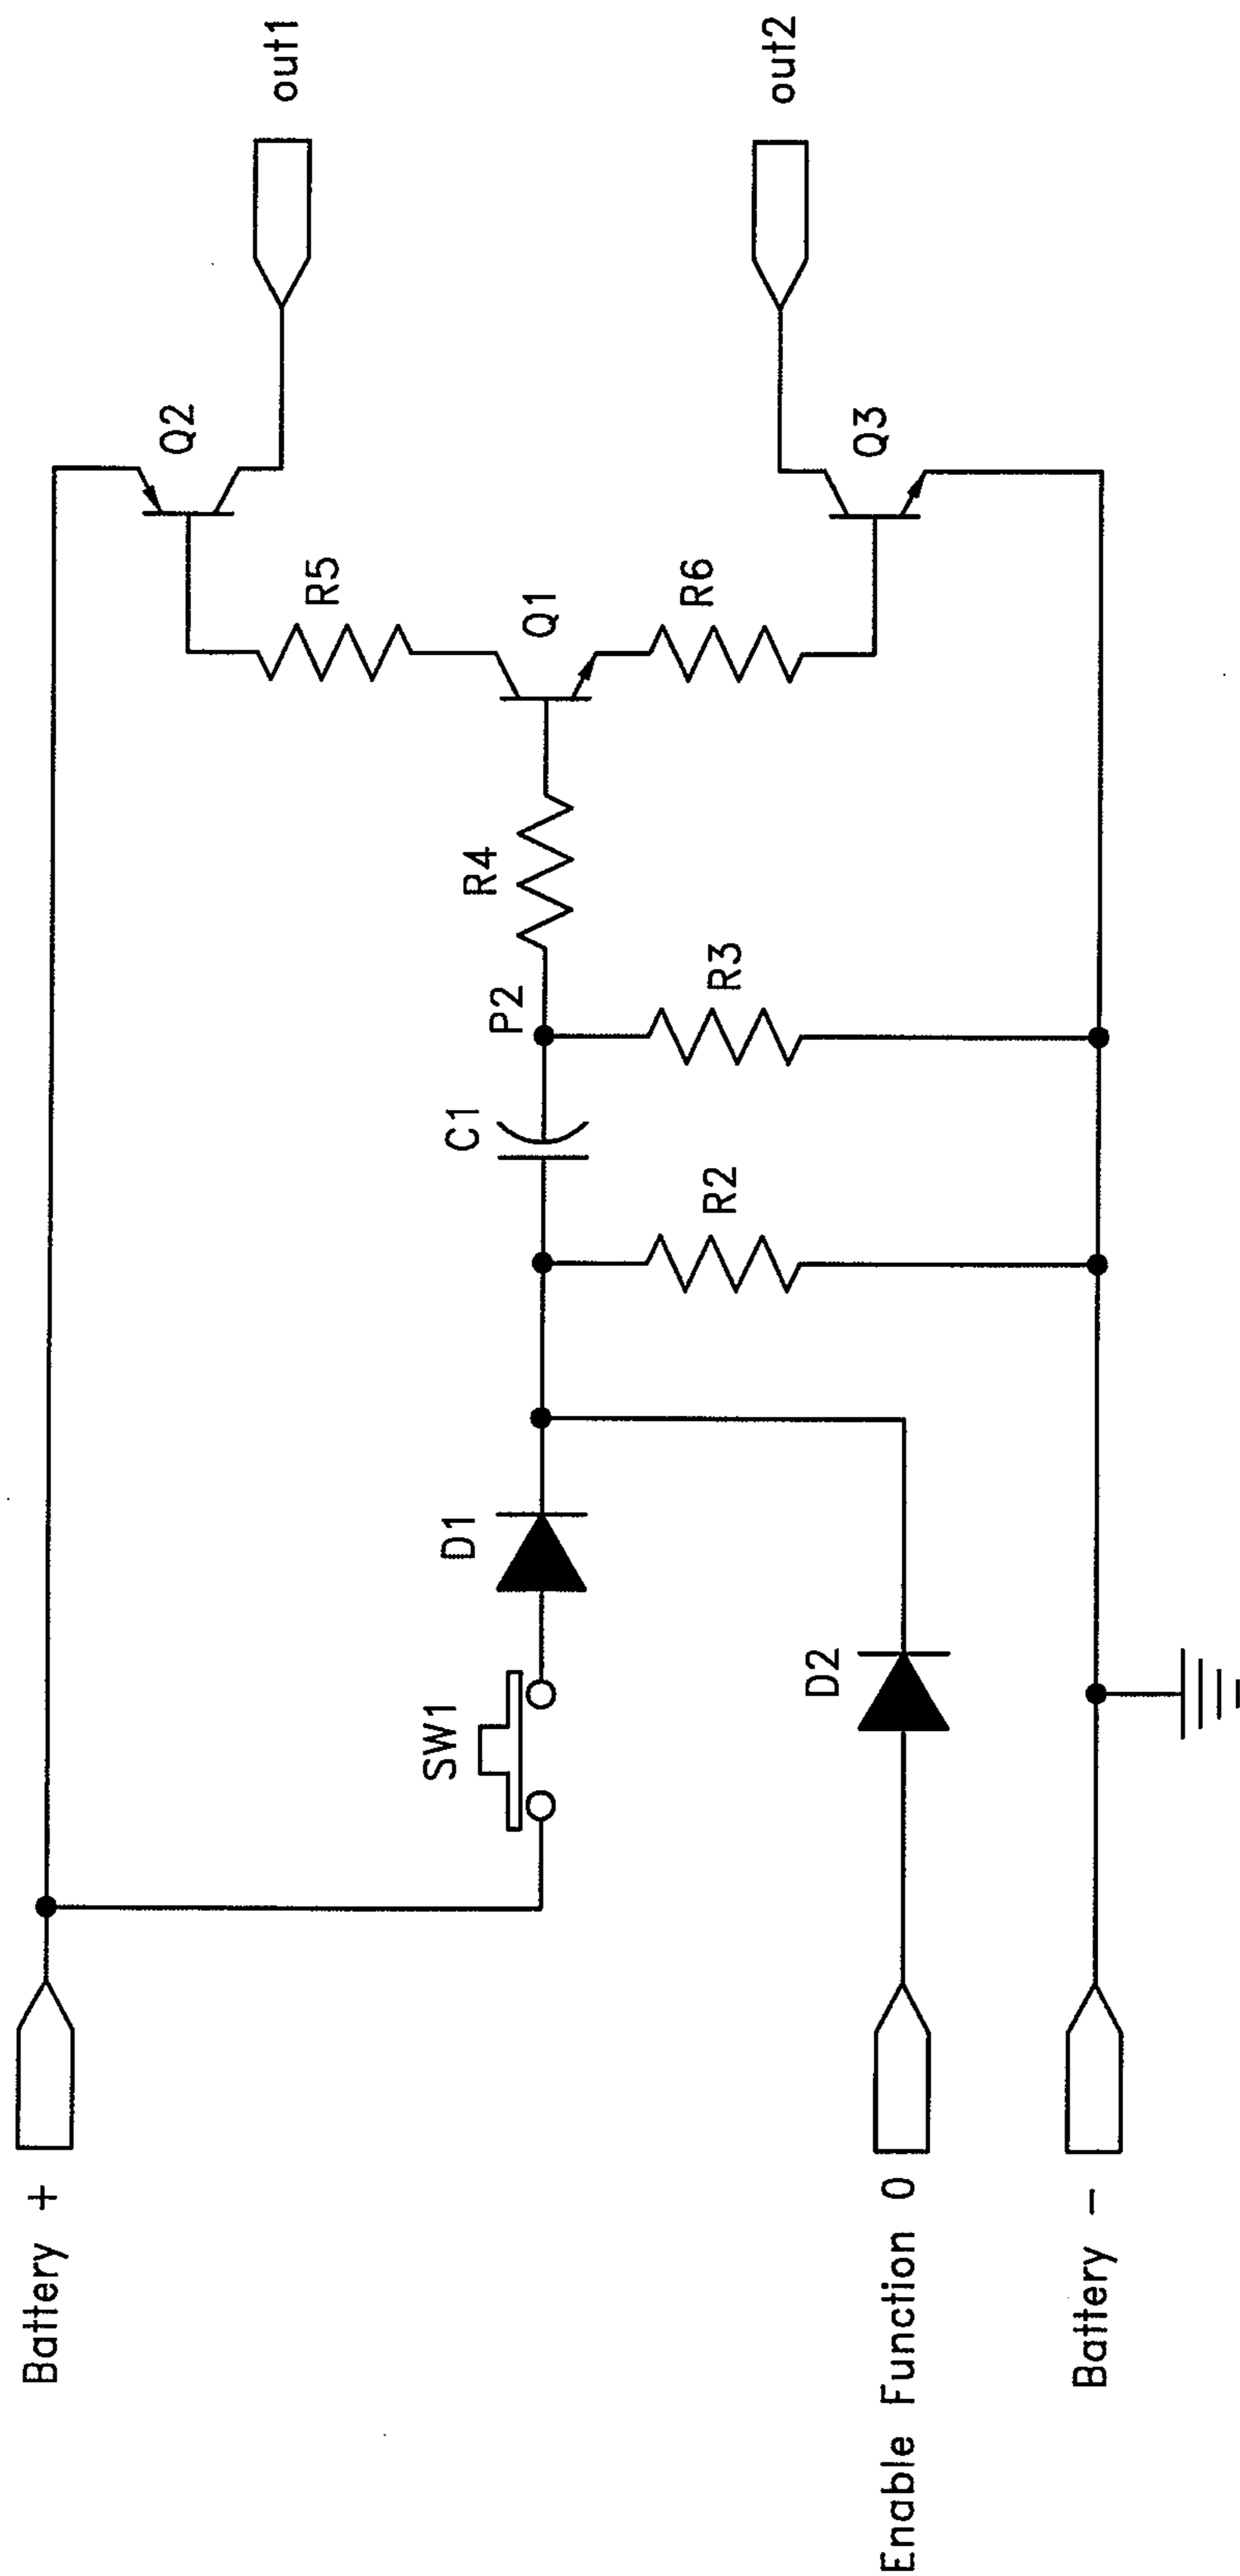 Battery +
Enable Function 0
Battery -
SW1
D1
D2
C1
P2
R2
R3
R4
R5
Q1
R6
Q2
Q3
out1
out2